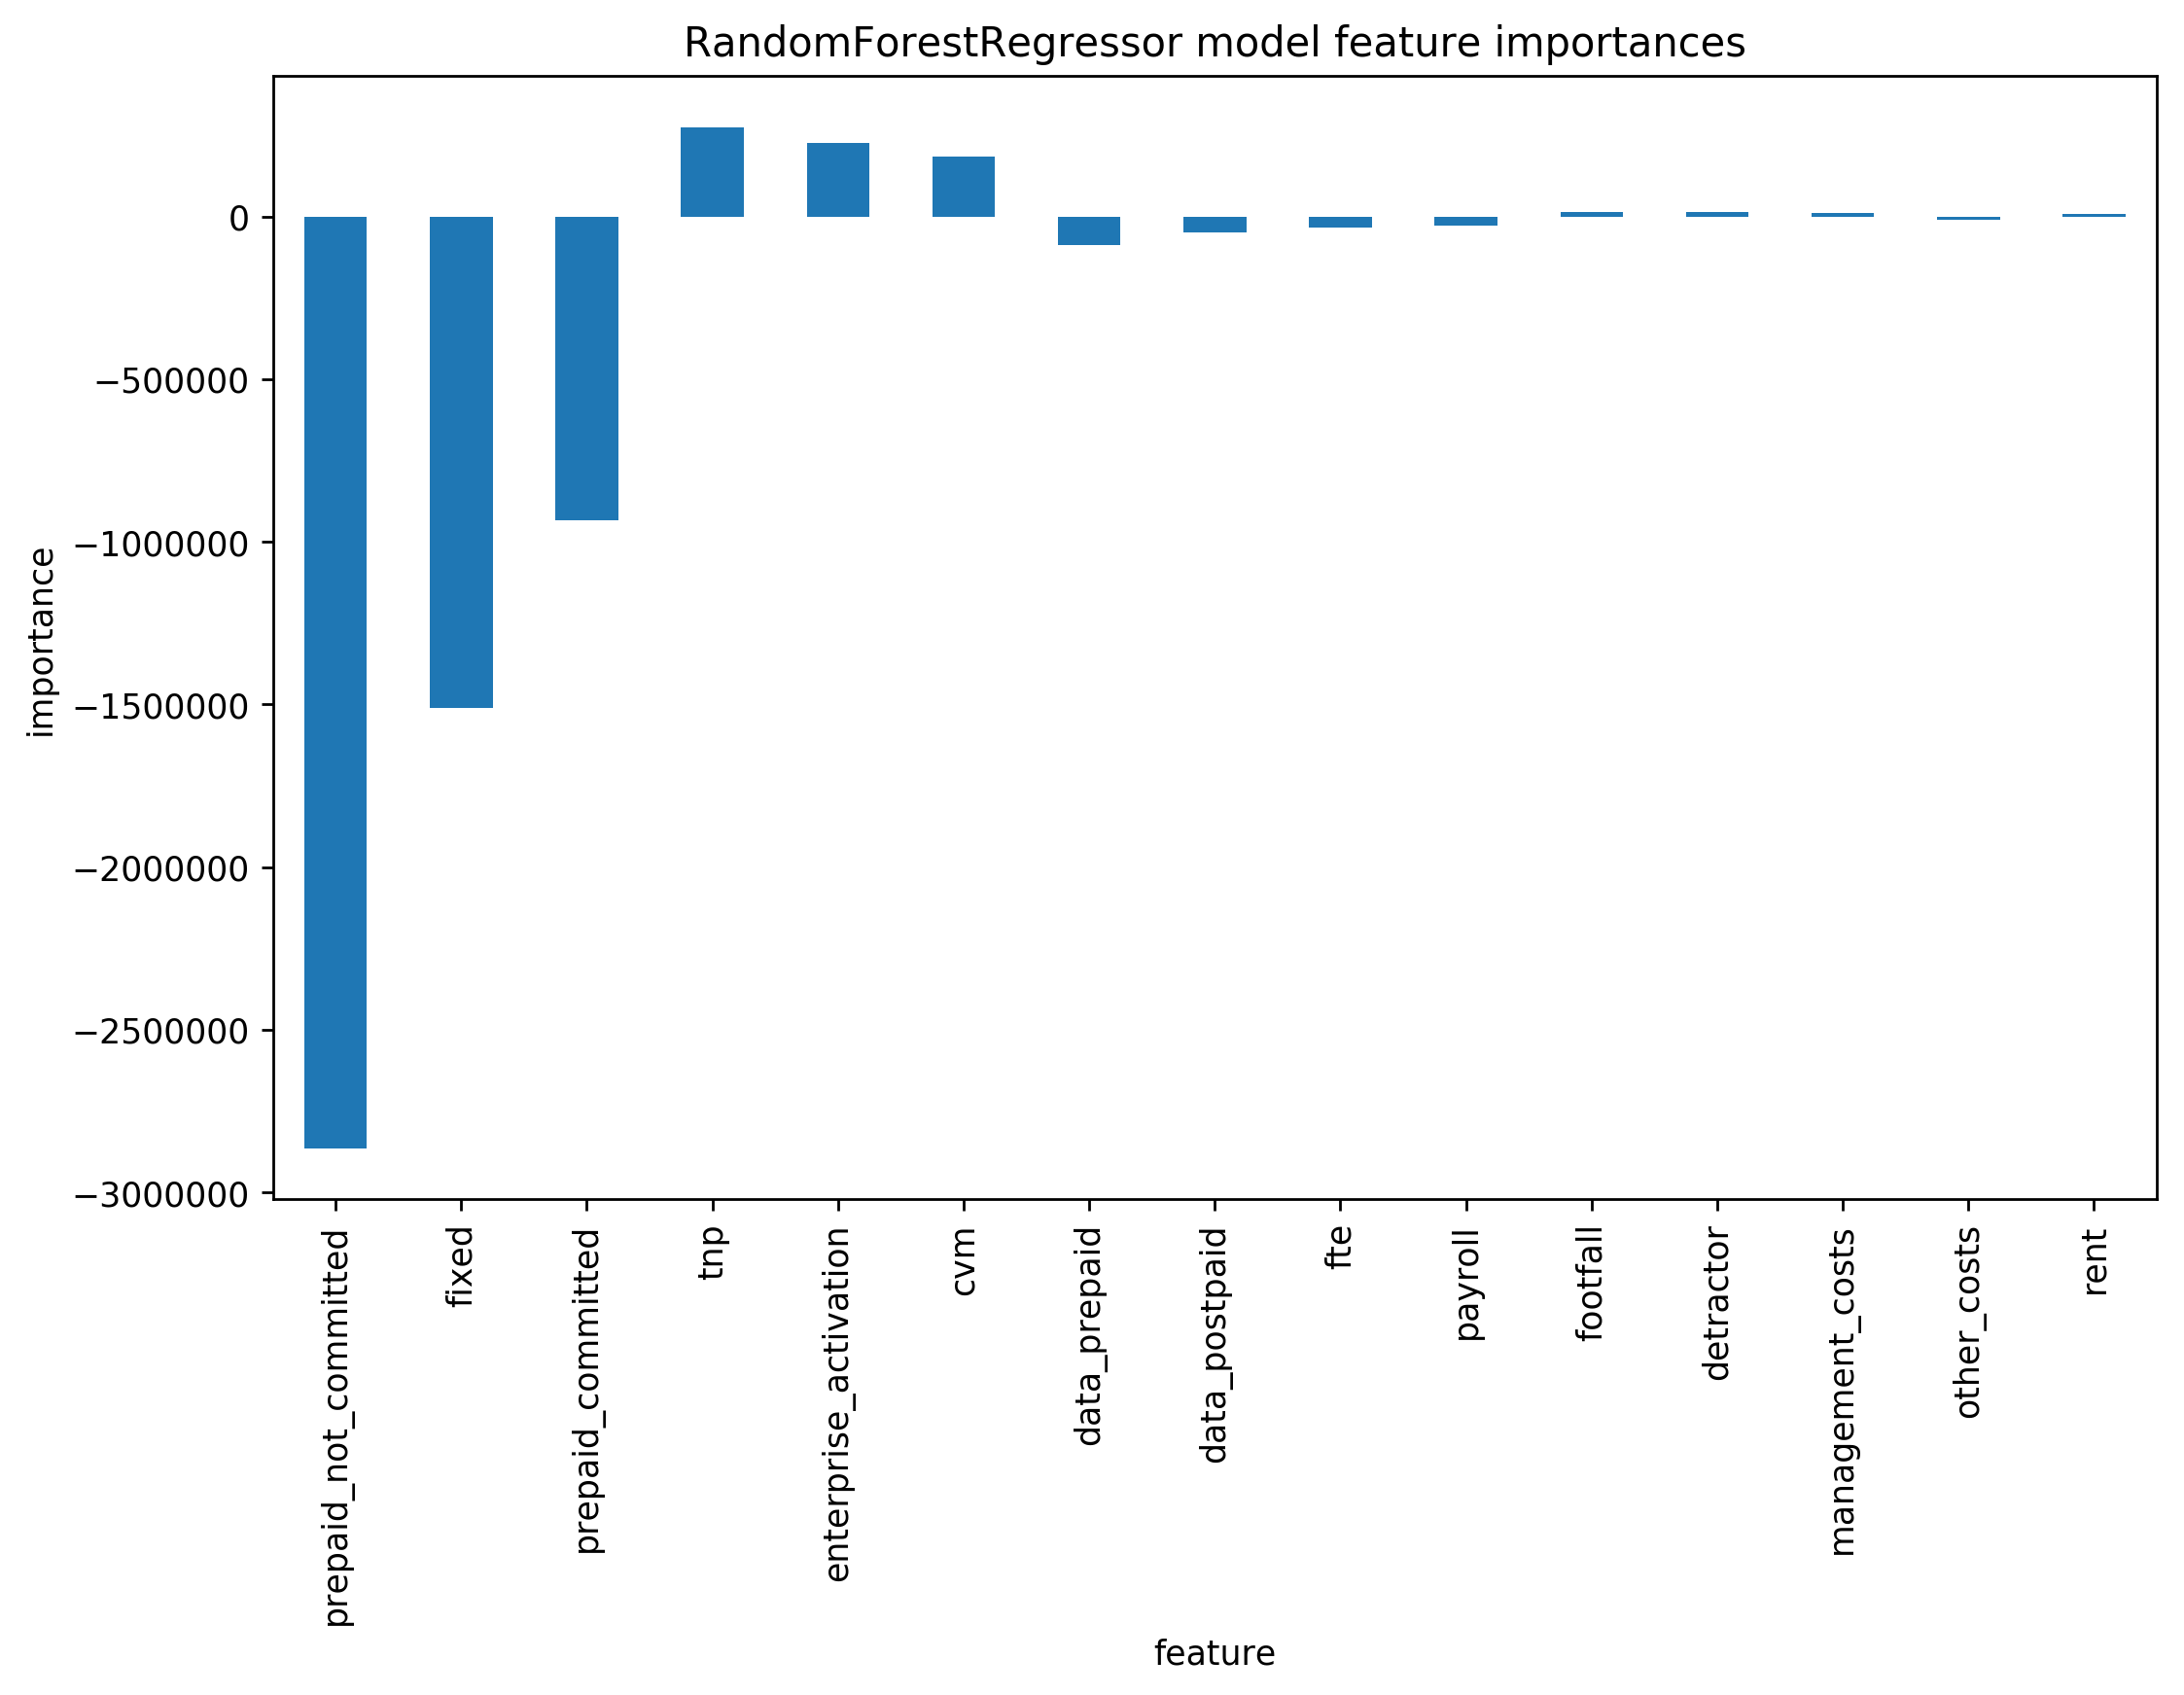 RandomForestRegressor model feature importances
importance
0
−500000
−1000000
−1500000
−2000000
−2500000
−3000000
prepaid_not_committed
fixed
prepaid_committed
tnp
enterprise_activation
cvm
data_prepaid
data_postpaid
fte
payroll
footfall
detractor
management_costs
other_costs
rent
feature